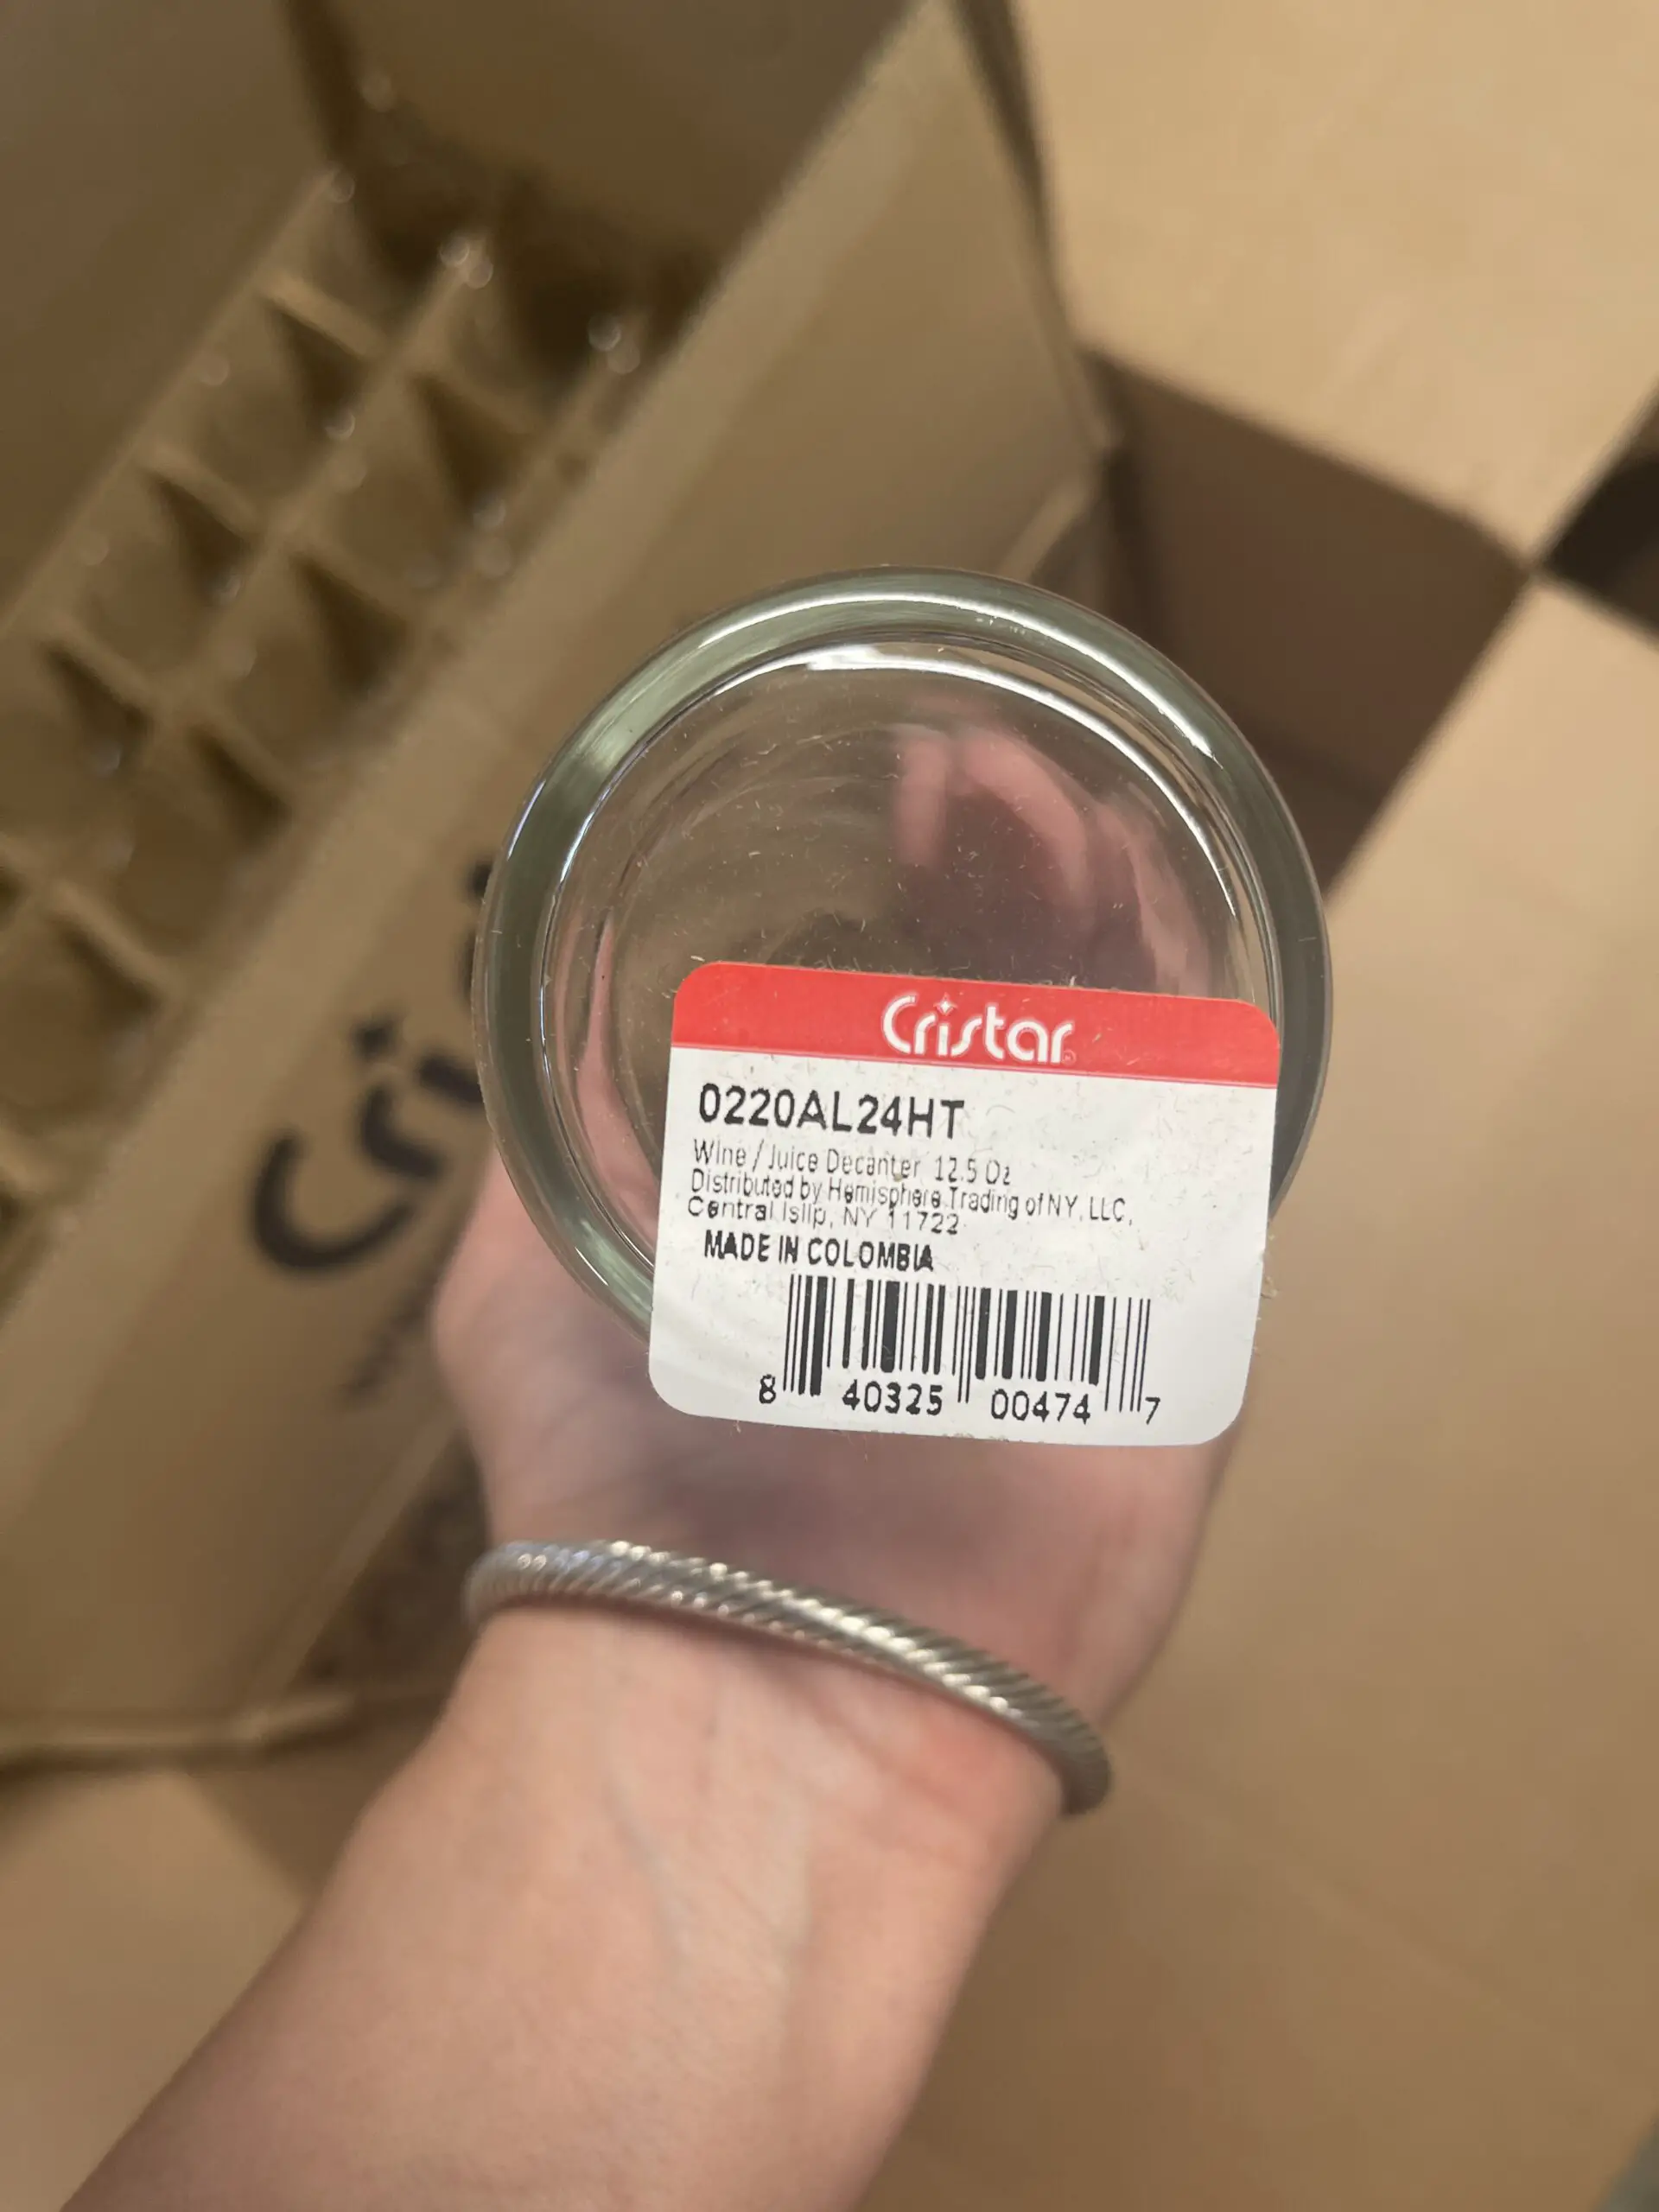 Cristar
0220AL24HT
Wine / Juice Decanter 12.5 Oz
Distributed by Hemisphere Trading of NY, LLC,
Central Islip, NY 11722
MADE IN COLOMBIA
8 40325 00474 7
Crist